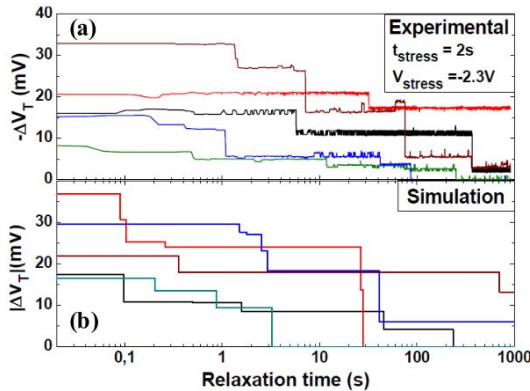 40
30
20
10
0
-ΔV_T (mV)
(a)
Experimental
t_stress = 2s
V_stress =-2.3V
Simulation
30
20
10
0
|ΔV_T|(mV)
(b)
0,1 1 10 100 1000
Relaxation time (s)